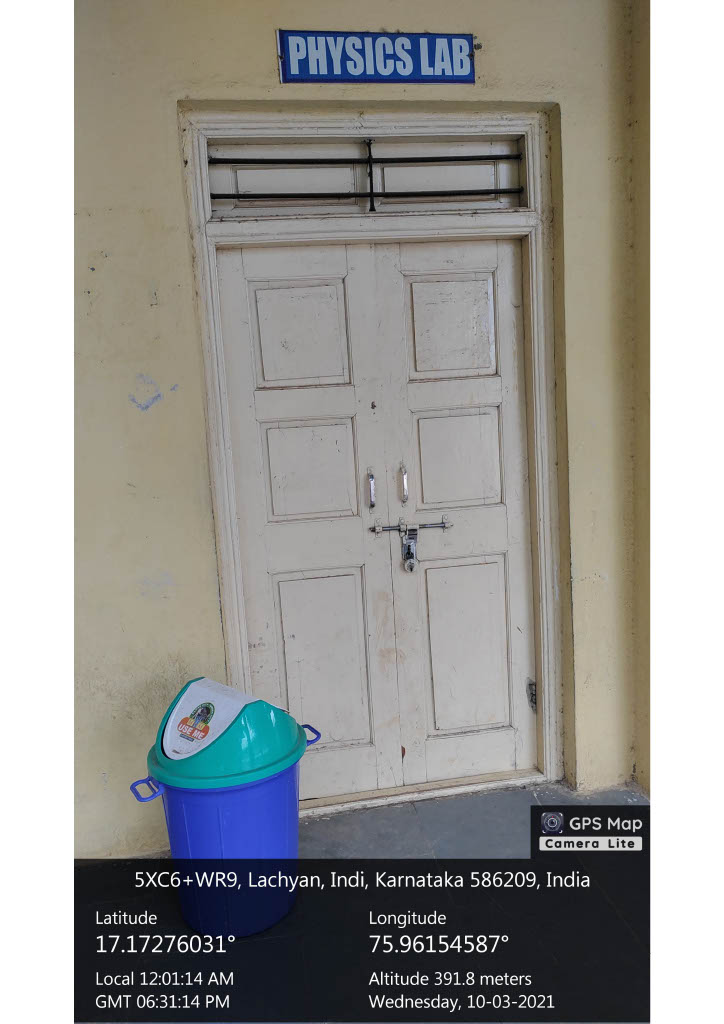 PHYSICS LAB
USE ME
GPS Map
Camera Lite
5XC6+WR9, Lachyan, Indi, Karnataka 586209, India
Latitude
17.17276031°
Longitude
75.96154587°
Local 12:01:14 AM
GMT 06:31:14 PM
Altitude 391.8 meters
Wednesday, 10-03-2021